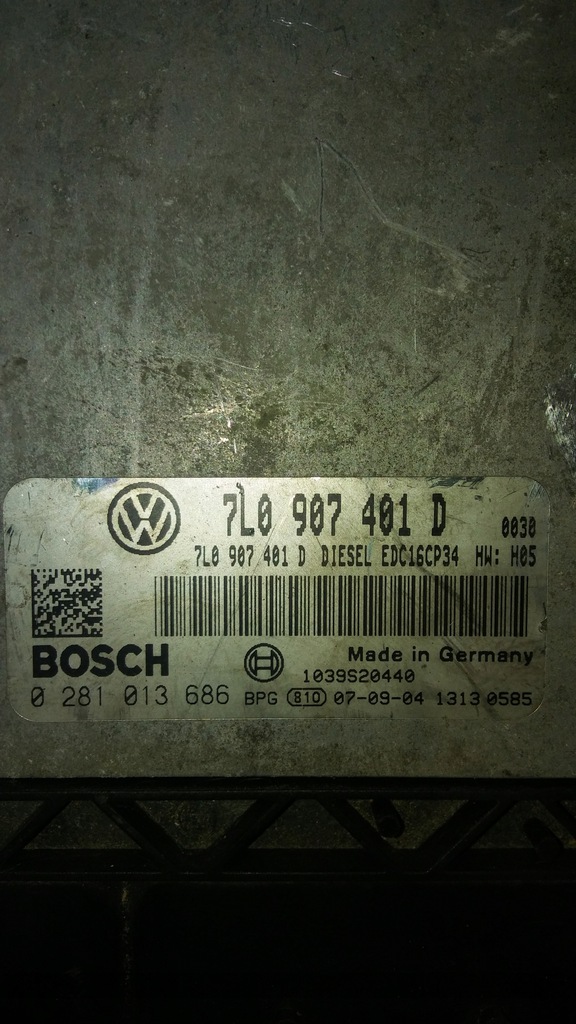 7L0 907 401 D 0030
7L0 907 401 D DIESEL EDC16CP34 HW: H05
BOSCH Made in Germany
1039S20440
0 281 013 686 BPG 810 07-09-04 1313 0585